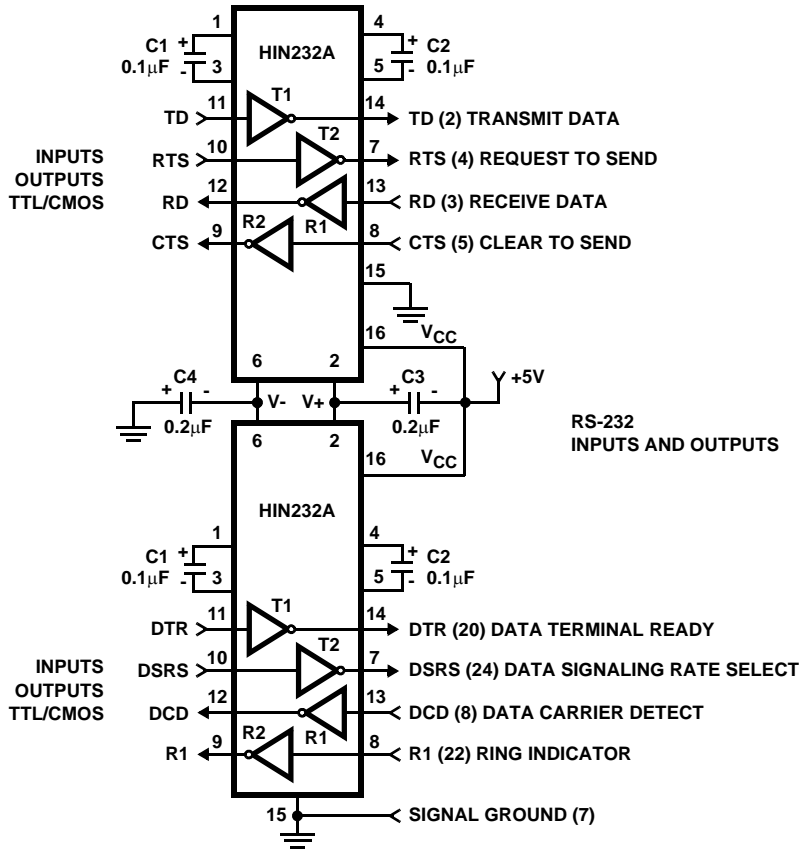 1
C1 +
0.1µF -
3
HIN232A
4
+ C2
5 - 0.1µF
INPUTS
OUTPUTS
TTL/CMOS
TD 11 T1 14 TD (2) TRANSMIT DATA
RTS 10 T2 7 RTS (4) REQUEST TO SEND
RD 12 R1 13 RD (3) RECEIVE DATA
CTS 9 R2 8 CTS (5) CLEAR TO SEND
15
16 VCC
6 2
C4
+ -
0.2µF
V- V+
C3
+ -
0.2µF
+5V
RS-232
INPUTS AND OUTPUTS
6 2
16 VCC
HIN232A
1
C1 +
0.1µF -
3
4
+ C2
5 - 0.1µF
INPUTS
OUTPUTS
TTL/CMOS
DTR 11 T1 14 DTR (20) DATA TERMINAL READY
DSRS 10 T2 7 DSRS (24) DATA SIGNALING RATE SELECT
DCD 12 R1 13 DCD (8) DATA CARRIER DETECT
R1 9 R2 8 R1 (22) RING INDICATOR
15 SIGNAL GROUND (7)